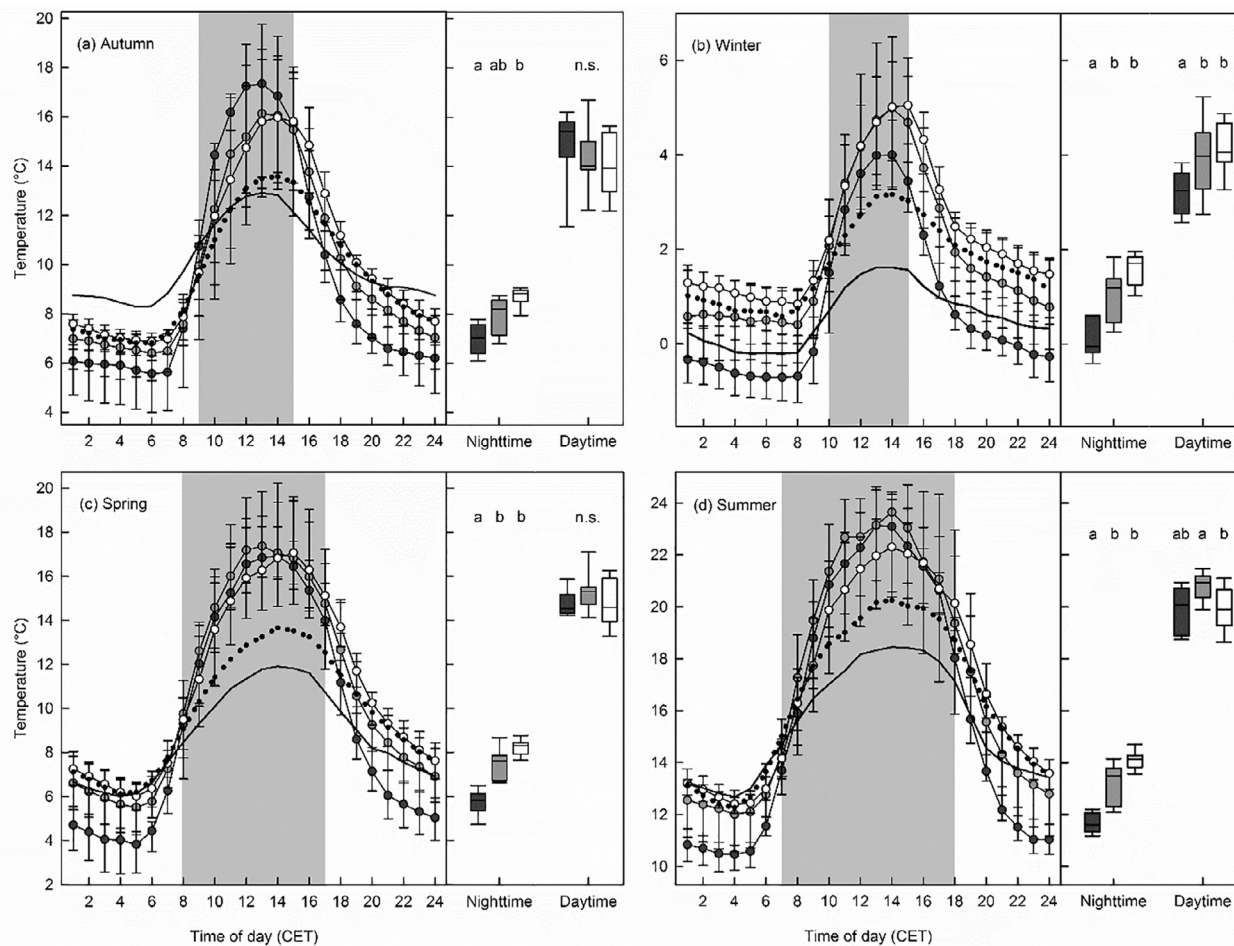 (a) Autumn
a ab b
n.s.
Temperature (°C)
20
18
16
14
12
10
8
6
4
2 4 6 8 10 12 14 16 18 20 22 24
Nighttime Daytime
(b) Winter
a b b
a b b
6
4
2
0
2 4 6 8 10 12 14 16 18 20 22 24
Nighttime Daytime
(c) Spring
a b b
n.s.
Temperature (°C)
20
18
16
14
12
10
8
6
4
2
2 4 6 8 10 12 14 16 18 20 22 24
Nighttime Daytime
Time of day (CET)
(d) Summer
a b b
ab a b
24
22
20
18
16
14
12
10
2 4 6 8 10 12 14 16 18 20 22 24
Nighttime Daytime
Time of day (CET)